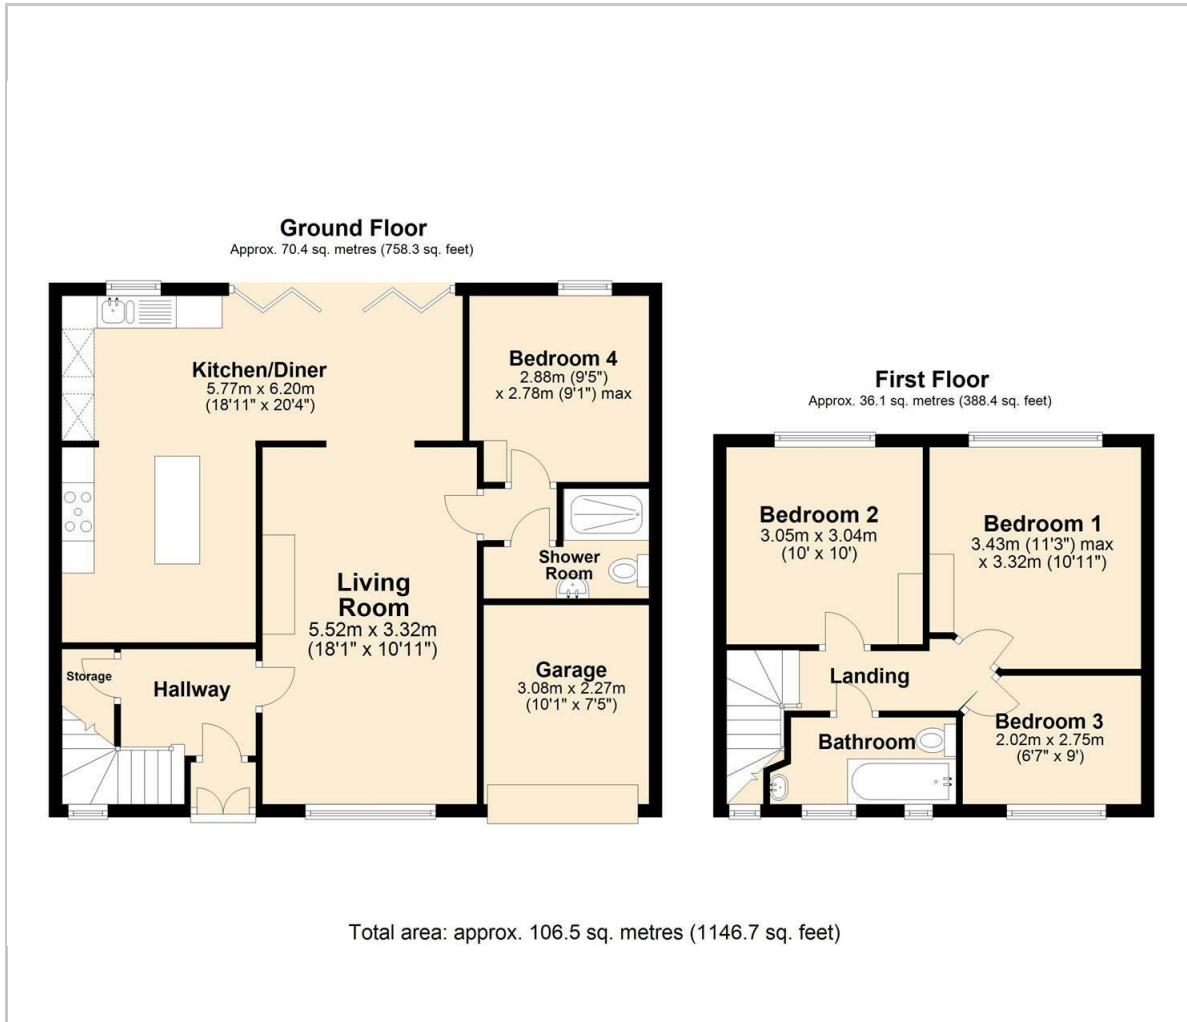 Ground Floor
Approx. 70.4 sq. metres (758.3 sq. feet)
Kitchen/Diner
5.77m x 6.20m
(18'11" x 20'4")
Bedroom 4
2.88m (9'5")
x 2.78m (9'1") max
Living
Room
5.52m x 3.32m
(18'1" x 10'11")
Shower
Room
Storage
Hallway
Garage
3.08m x 2.27m
(10'1" x 7'5")
First Floor
Approx. 36.1 sq. metres (388.4 sq. feet)
Bedroom 2
3.05m x 3.04m
(10' x 10')
Bedroom 1
3.43m (11'3") max
x 3.32m (10'11")
Landing
Bathroom
Bedroom 3
2.02m x 2.75m
(6'7" x 9')
Total area: approx. 106.5 sq. metres (1146.7 sq. feet)